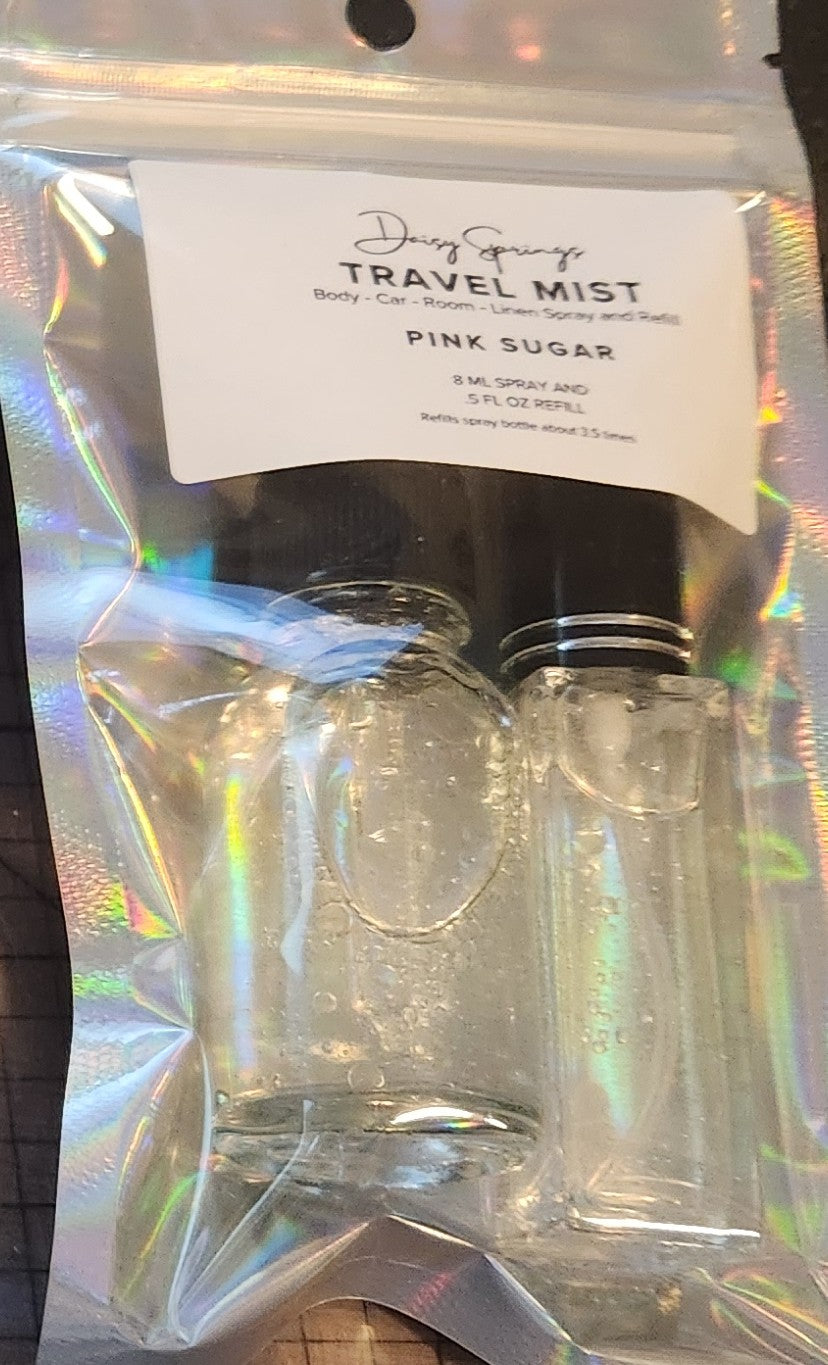 Daisy Springs
TRAVEL MIST
Body - Car - Room - Linen Spray and Refill
PINK SUGAR
8 ML SPRAY AND
.5 FL OZ REFILL
Refills spray bottle about 3.5 times